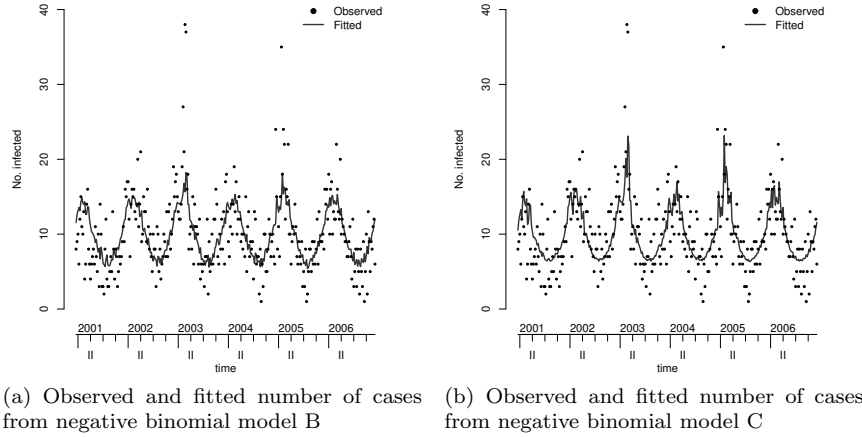 Observed
Fitted
No. infected
40
30
20
10
0
2001 2002 2003 2004 2005 2006
II II II II II II
time
(a) Observed and fitted number of cases
from negative binomial model B
Observed
Fitted
No. infected
40
30
20
10
0
2001 2002 2003 2004 2005 2006
II II II II II II
time
(b) Observed and fitted number of cases
from negative binomial model C